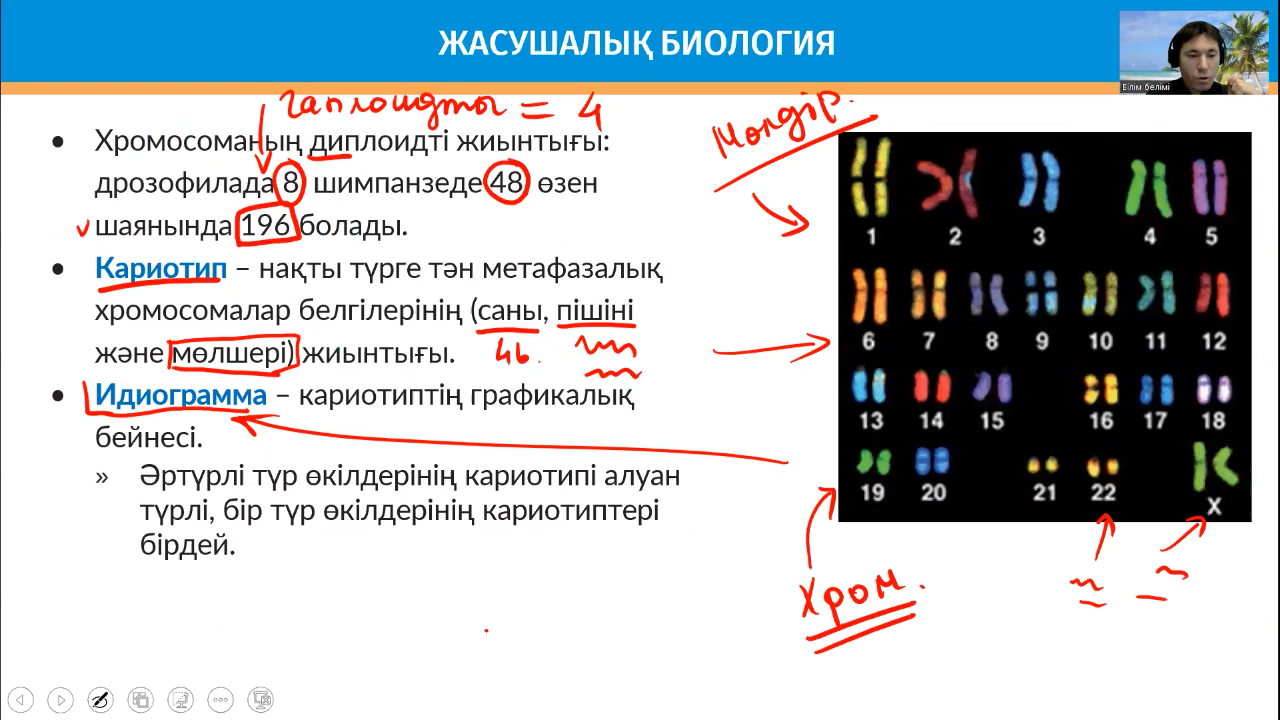 ЖАСУШАЛЫҚ БИОЛОГИЯ
Білім бөлімі
гаплоидты = 4
• Хромосоманың диплоидті жиынтығы:
дрозофилада 8 шимпанзеде 48 өзен
шаянында 196 болады.
• Кариотип – нақты түрге тән метафазалық
хромосомалар белгілерінің (саны, пішіні
және мөлшері) жиынтығы.
46.
• Идиограмма – кариотиптің графикалық
бейнесі.
» Әртүрлі түр өкілдерінің кариотипі алуан
түрлі, бір түр өкілдерінің кариотиптері
бірдей.
Мөлдір.
1 2 3 4 5
6 7 8 9 10 11 12
13 14 15 16 17 18
19 20 21 22 X
Хром.